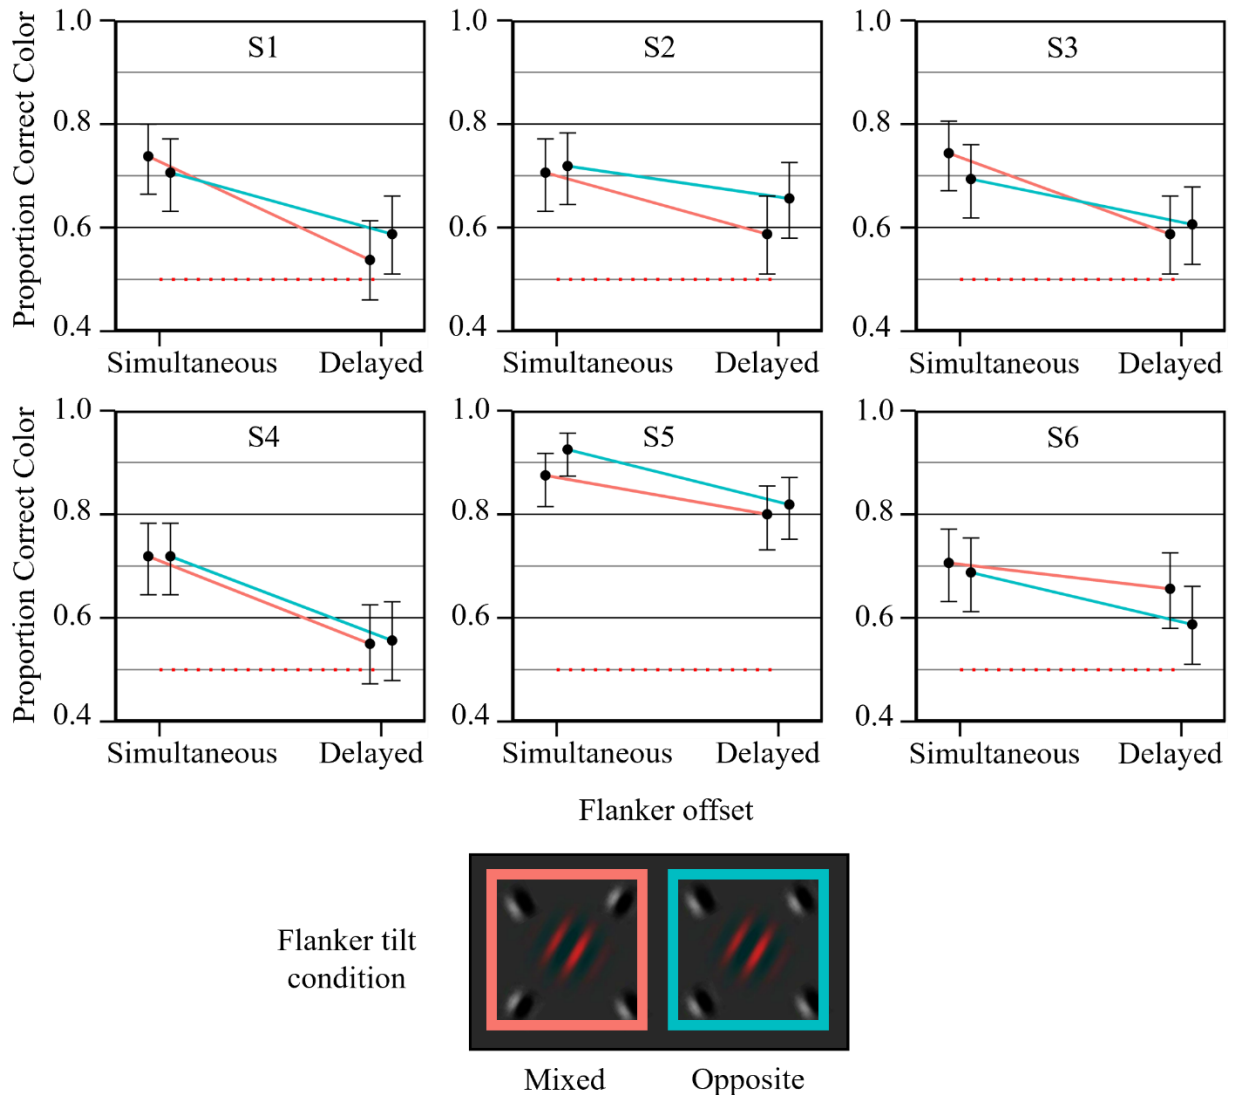 Proportion Correct Color
1.0
0.8
0.6
0.4
S1
Simultaneous Delayed
1.0
0.8
0.6
0.4
S2
Simultaneous Delayed
1.0
0.8
0.6
0.4
S3
Simultaneous Delayed
Proportion Correct Color
1.0
0.8
0.6
0.4
S4
Simultaneous Delayed
1.0
0.8
0.6
0.4
S5
Simultaneous Delayed
1.0
0.8
0.6
0.4
S6
Simultaneous Delayed
Flanker offset
Flanker tilt
condition
Mixed Opposite